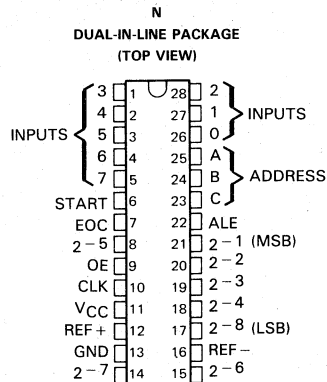 N
DUAL-IN-LINE PACKAGE
(TOP VIEW)
3 1 28 2
4 2 27 1
INPUTS 5 3 26 0 INPUTS
6 4 25 A
7 5 24 B ADDRESS
START 6 23 C
EOC 7 22 ALE
2-5 8 21 2-1 (MSB)
OE 9 20 2-2
CLK 10 19 2-3
VCC 11 18 2-4
REF+ 12 17 2-8 (LSB)
GND 13 16 REF-
2-7 14 15 2-6